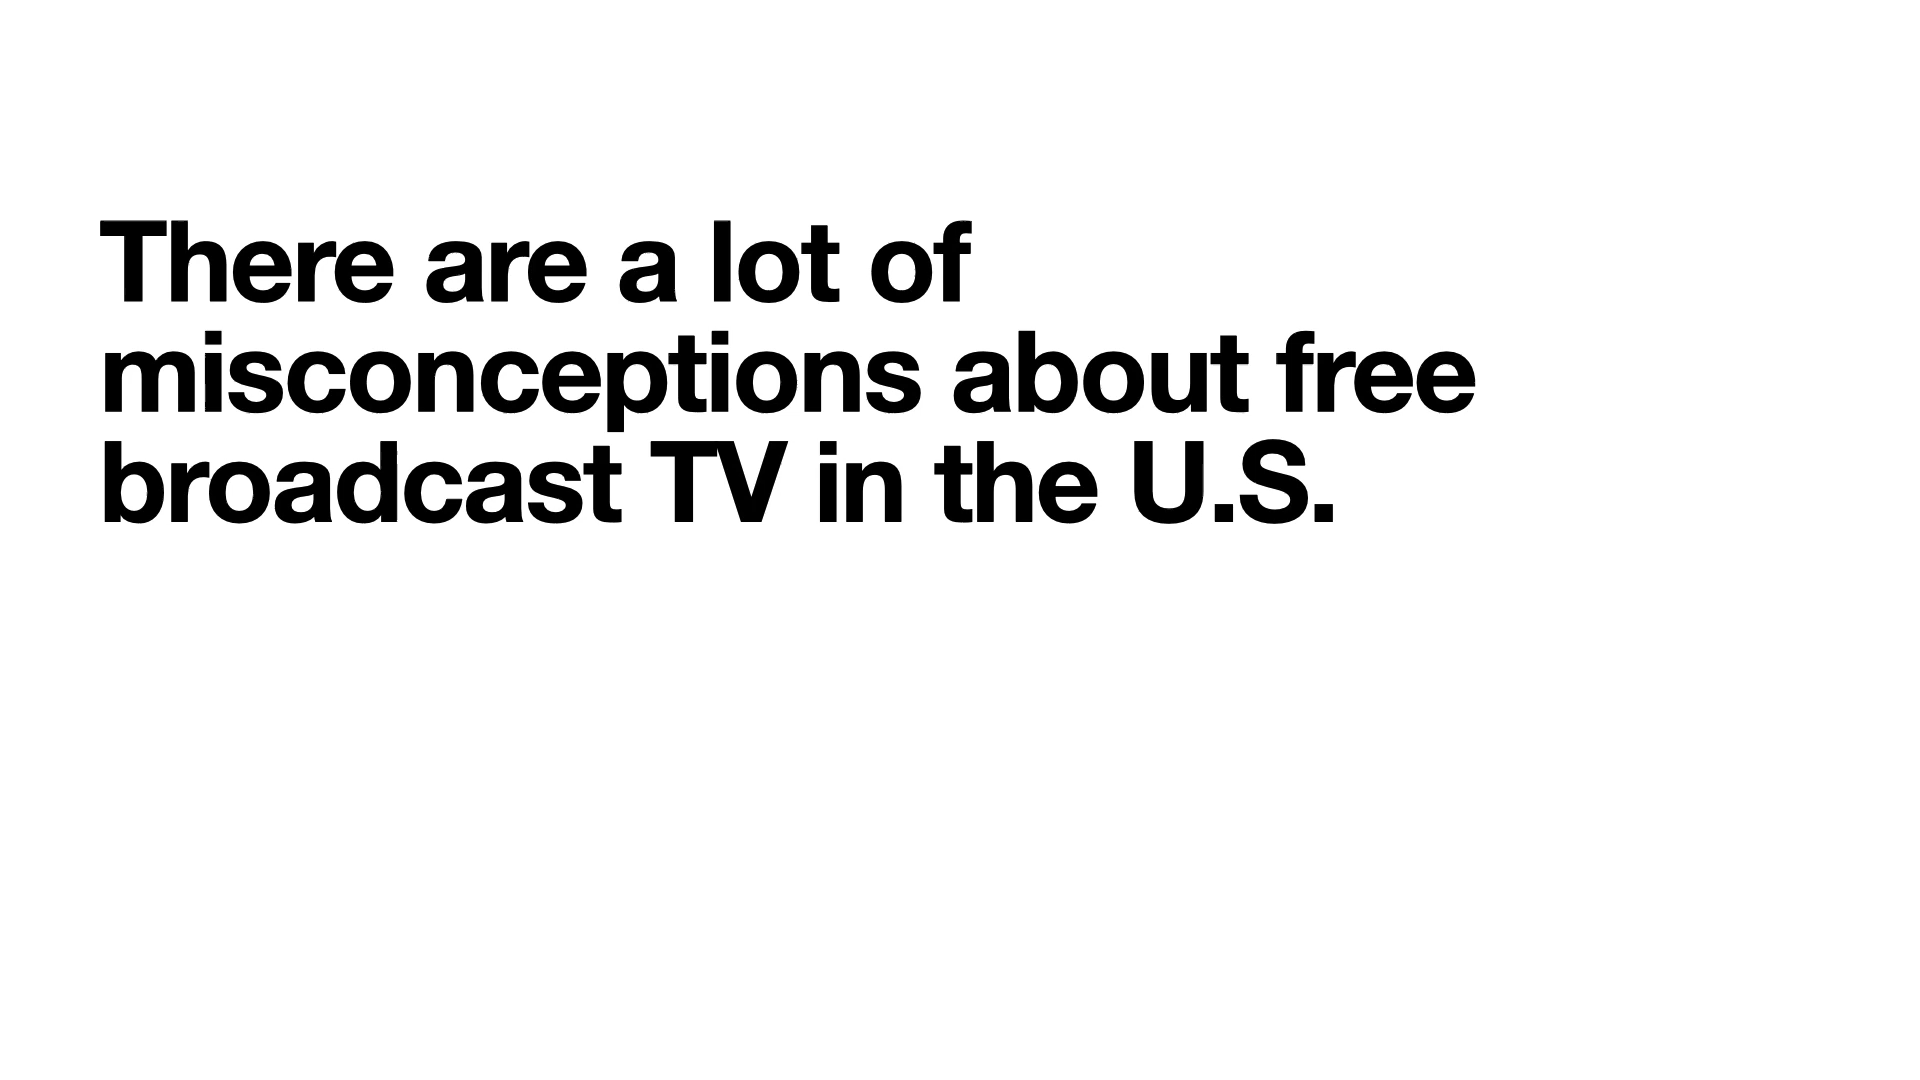 There are a lot of
misconceptions about free
broadcast TV in the U.S.